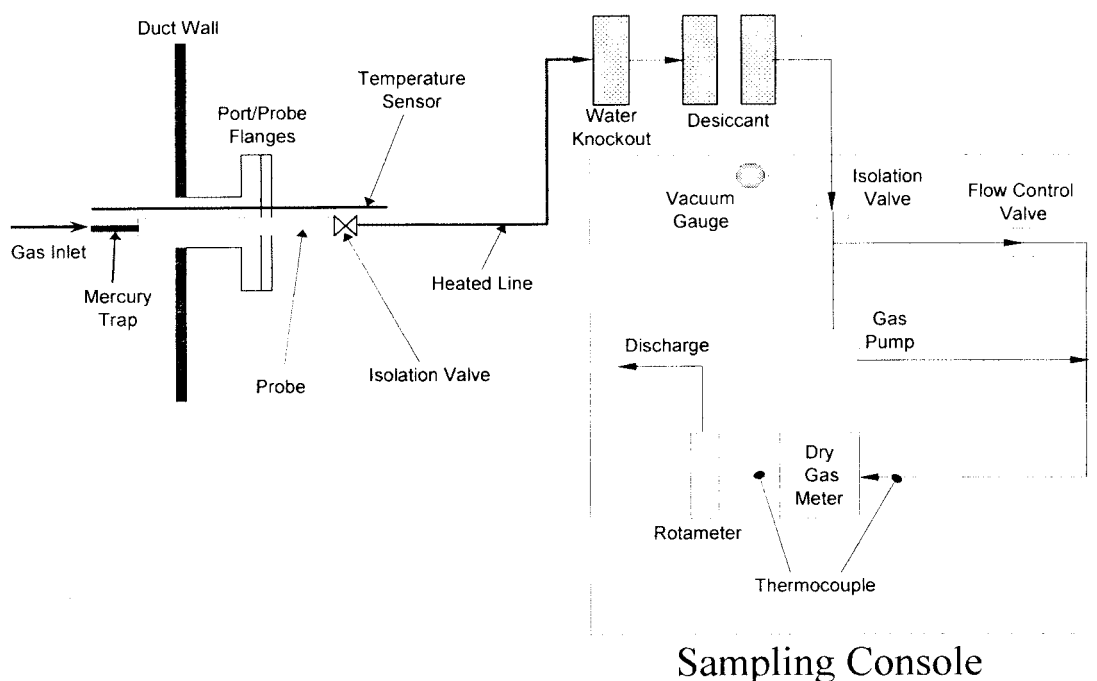 Duct Wall
Temperature
Sensor
Port/Probe
Flanges
Water
Knockout
Desiccant
Vacuum
Gauge
Isolation
Valve
Flow Control
Valve
Gas Inlet
Mercury
Trap
Heated Line
Probe
Isolation Valve
Gas
Pump
Discharge
Dry
Gas
Meter
Rotameter
Thermocouple
Sampling Console